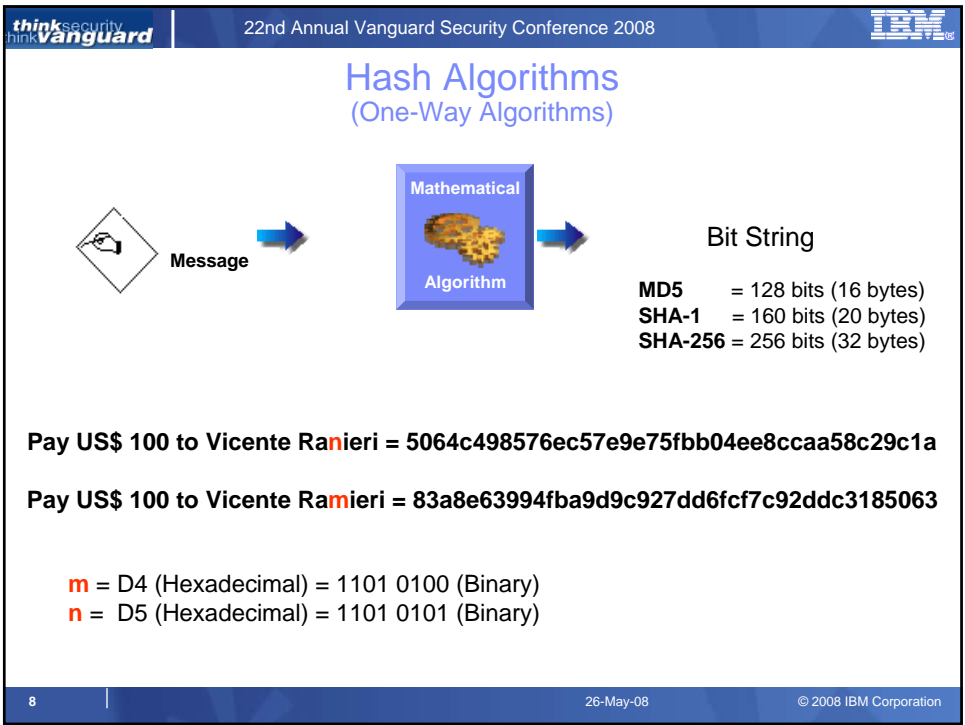 thinksecurity
thinkvanguard
22nd Annual Vanguard Security Conference 2008
IBM®
Hash Algorithms
(One-Way Algorithms)
Message
Mathematical
Algorithm
Bit String
MD5 = 128 bits (16 bytes)
SHA-1 = 160 bits (20 bytes)
SHA-256 = 256 bits (32 bytes)
Pay US$ 100 to Vicente Ranieri = 5064c498576ec57e9e75fbb04ee8ccaa58c29c1a
Pay US$ 100 to Vicente Ramieri = 83a8e63994fba9d9c927dd6fcf7c92ddc3185063
m = D4 (Hexadecimal) = 1101 0100 (Binary)
n = D5 (Hexadecimal) = 1101 0101 (Binary)
8
26-May-08
© 2008 IBM Corporation